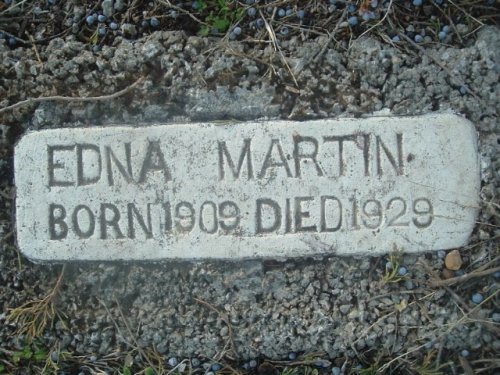 EDNA MARTIN.
BORN 1909 DIED 1929